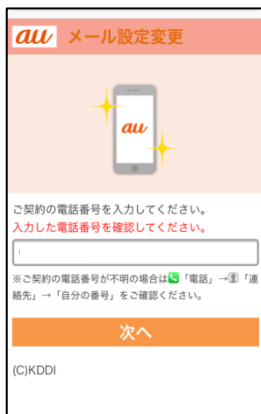 au メール設定変更
au
ご契約の電話番号を入力してください。
入力した電話番号を確認してください。
※ご契約の電話番号が不明の場合は「電話」→「連
絡先」→「自分の番号」をご確認ください。
次へ
(C)KDDI